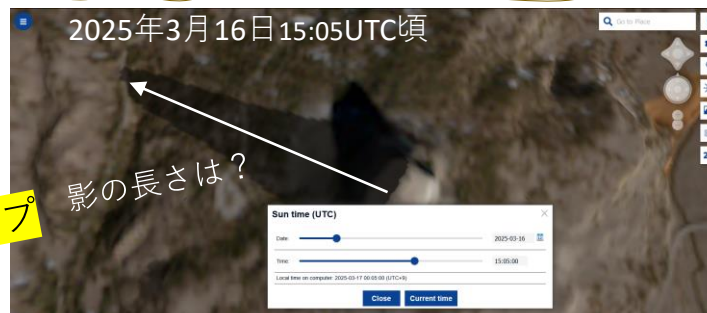 2025年3月16日15:05UTC頃
Go to Place
影の長さは？
プ
Sun time (UTC)
Date:
2025-03-16
Time:
15:05:00
Local time on computer: 2025-03-17 00:05:00 (UTC+9)
Close
Current time